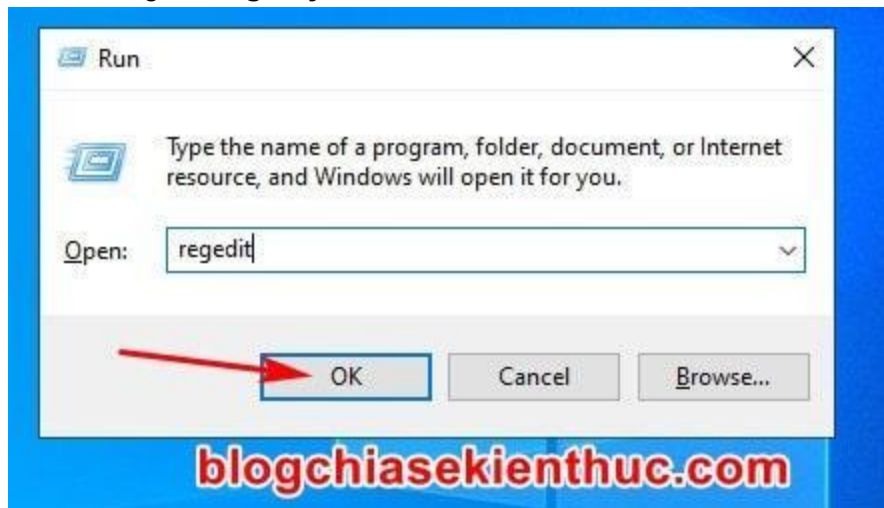 Run
Type the name of a program, folder, document, or Internet
resource, and Windows will open it for you.
Open:
regedit
OK
Cancel
Browse...
blogchiasekienthuc.com